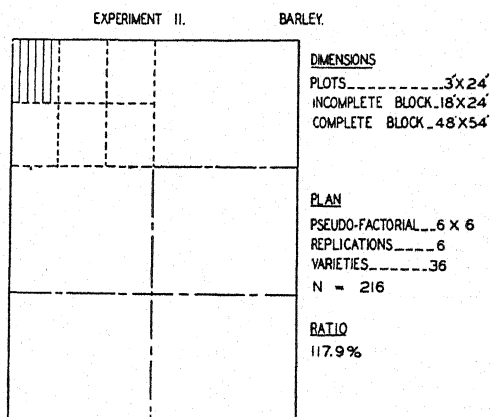 EXPERIMENT II. BARLEY.
DIMENSIONS
PLOTS__________3'X24'
INCOMPLETE BLOCK_18'X24'
COMPLETE BLOCK_48'X54'
PLAN
PSEUDO-FACTORIAL__6 X 6
REPLICATIONS_____6
VARIETIES______36
N = 216
RATIO
117.9%